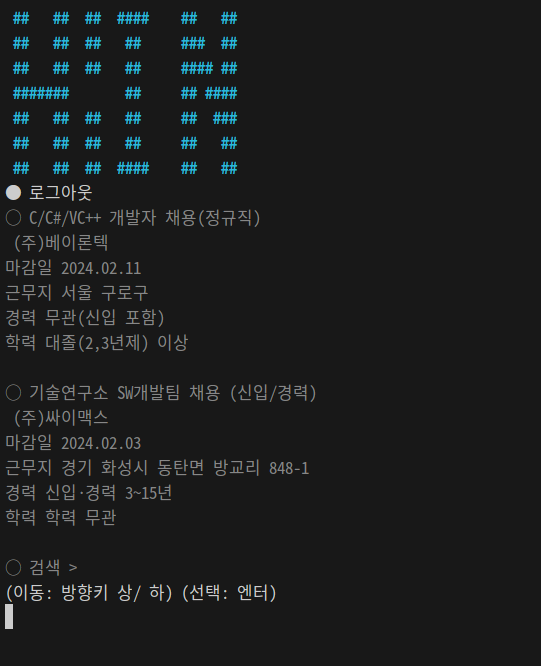 ##   ##  ##  ####    ##   ##
##   ##  ##   ##     ###  ##
##   ##  ##   ##     #### ##
#######       ##     ## ####
##   ##  ##   ##     ##  ###
##   ##  ##   ##     ##   ##
##   ##  ##  ####    ##   ##
● 로그아웃
○ C/C#/VC++ 개발자 채용(정규직)
(주)베이론텍
마감일 2024.02.11
근무지 서울 구로구
경력 무관(신입 포함)
학력 대졸(2,3년제) 이상
○ 기술연구소 SW개발팀 채용 (신입/경력)
(주)싸이맥스
마감일 2024.02.03
근무지 경기 화성시 동탄면 방교리 848-1
경력 신입·경력 3~15년
학력 학력 무관
○ 검색 >
(이동: 방향키 상/ 하) (선택: 엔터)